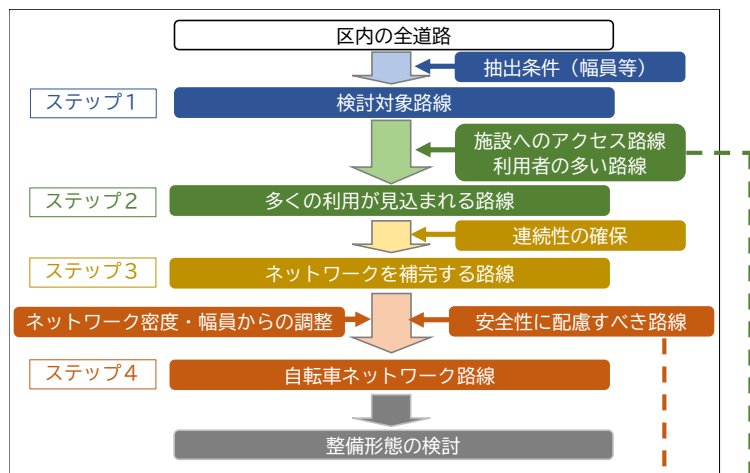 区内の全道路
抽出条件（幅員等）
ステップ1
検討対象路線
施設へのアクセス路線
利用者の多い路線
ステップ2
多くの利用が見込まれる路線
連続性の確保
ステップ3
ネットワークを補完する路線
ネットワーク密度・幅員からの調整
安全性に配慮すべき路線
ステップ4
自転車ネットワーク路線
整備形態の検討